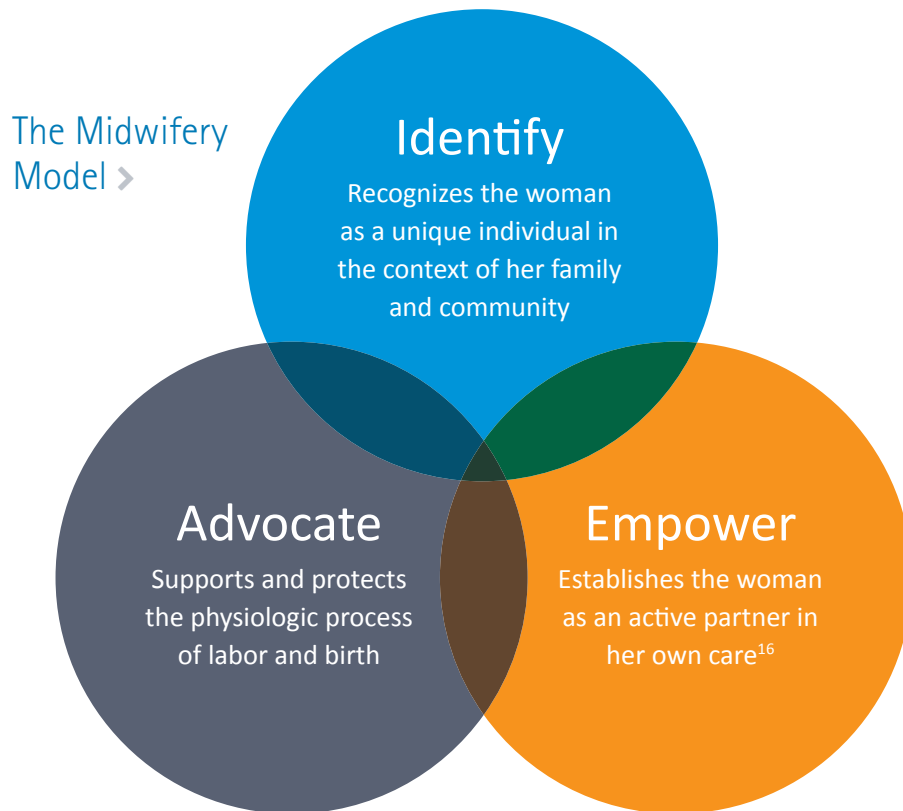 The Midwifery
Model >
Identify
Recognizes the woman
as a unique individual in
the context of her family
and community
Advocate
Supports and protects
the physiologic process
of labor and birth
Empower
Establishes the woman
as an active partner in
her own care¹⁶